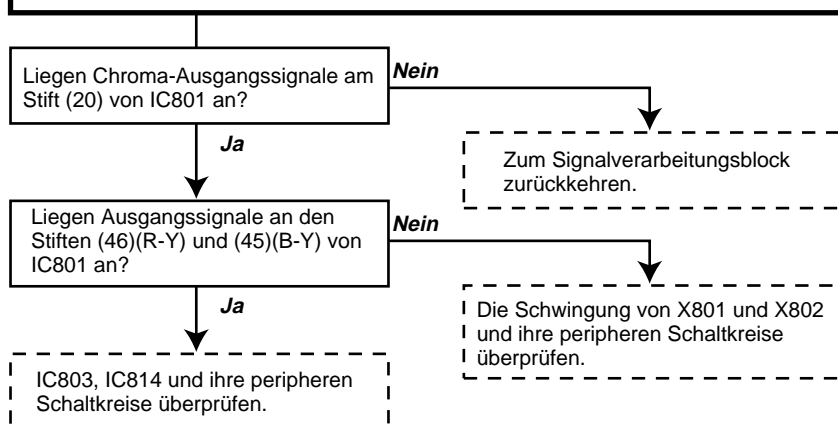 Liegen Chroma-Ausgangssignale am
Stift (20) von IC801 an?
Nein
Ja
Zum Signalverarbeitungsblock
zurückkehren.
Liegen Ausgangssignale an den
Stiften (46)(R-Y) und (45)(B-Y) von
IC801 an?
Nein
Ja
Die Schwingung von X801 und X802
und ihre peripheren Schaltkreise
überprüfen.
IC803, IC814 und ihre peripheren
Schaltkreise überprüfen.